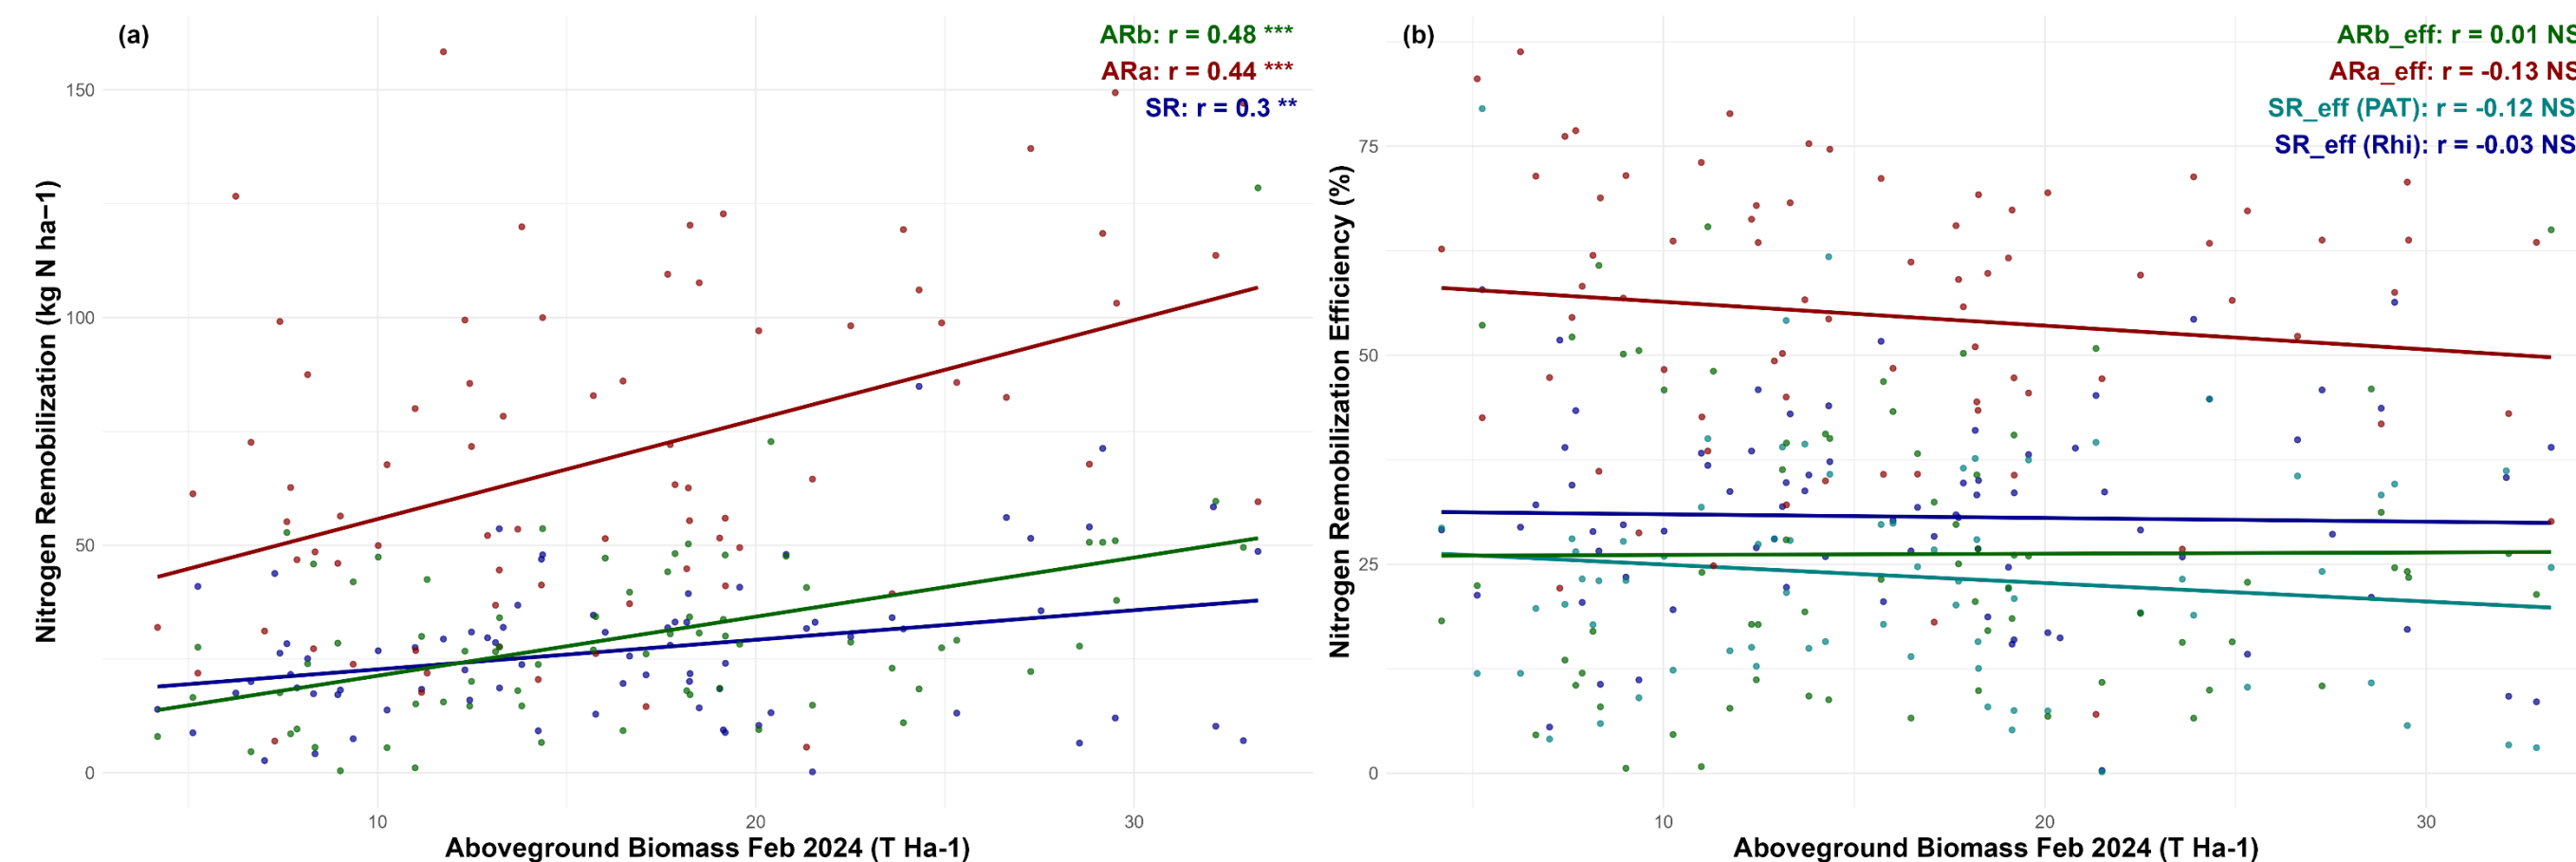 (a)
ARb: r = 0.48 ***
ARa: r = 0.44 ***
SR: r = 0.3 **
150
100
50
0
Nitrogen Remobilization (kg N ha−1)
10 20 30
Aboveground Biomass Feb 2024 (T Ha-1)
(b)
ARb_eff: r = 0.01 NS
ARa_eff: r = -0.13 NS
SR_eff (PAT): r = -0.12 NS
SR_eff (Rhi): r = -0.03 NS
75
50
25
0
Nitrogen Remobilization Efficiency (%)
10 20 30
Aboveground Biomass Feb 2024 (T Ha-1)